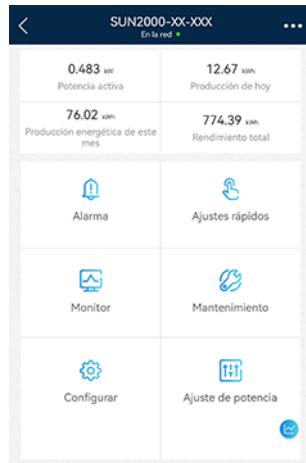 SUN2000-XX-XXX
En la red
0.483 kW
12.67 kWh
Potencia activa
Producción de hoy
76.02 kWh
774.39 kWh
Producción energética de este
mes
Rendimiento total
Alarma
Ajustes rápidos
Monitor
Mantenimiento
Configurar
Ajuste de potencia